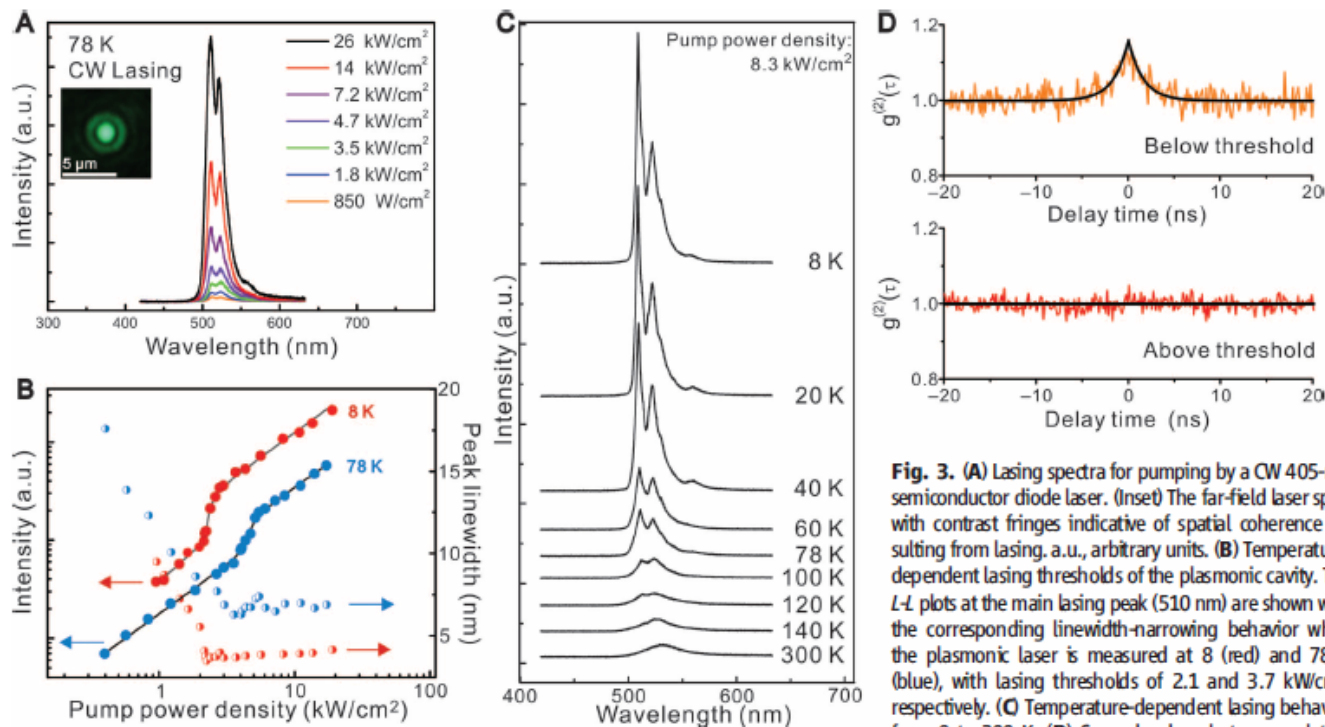 A
78 K
CW Lasing
5 µm
26 kW/cm²
14 kW/cm²
7.2 kW/cm²
4.7 kW/cm²
3.5 kW/cm²
1.8 kW/cm²
850 W/cm²
Intensity (a.u.)
300 400 500 600 700
Wavelength (nm)
B
8 K
78 K
Intensity (a.u.)
Peak linewidth (nm)
20
15
10
5
1 10 100
Pump power density (kW/cm²)
C
Pump power density:
8.3 kW/cm²
8 K
20 K
40 K
60 K
78 K
100 K
120 K
140 K
300 K
Intensity (a.u.)
400 500 600 700
Wavelength (nm)
D
1.2
1.0
0.8
g⁽²⁾(τ)
Below threshold
−20 −10 0 10 20
Delay time (ns)
1.2
1.0
0.8
g⁽²⁾(τ)
Above threshold
−20 −10 0 10 20
Delay time (ns)
Fig. 3. (A) Lasing spectra for pumping by a CW 405-
semiconductor diode laser. (Inset) The far-field laser sp
with contrast fringes indicative of spatial coherence
sulting from lasing. a.u., arbitrary units. (B) Temperatu
dependent lasing thresholds of the plasmonic cavity. T
L-L plots at the main lasing peak (510 nm) are shown w
the corresponding linewidth-narrowing behavior wh
the plasmonic laser is measured at 8 (red) and 78
(blue), with lasing thresholds of 2.1 and 3.7 kW/cm
respectively. (C) Temperature-dependent lasing behav